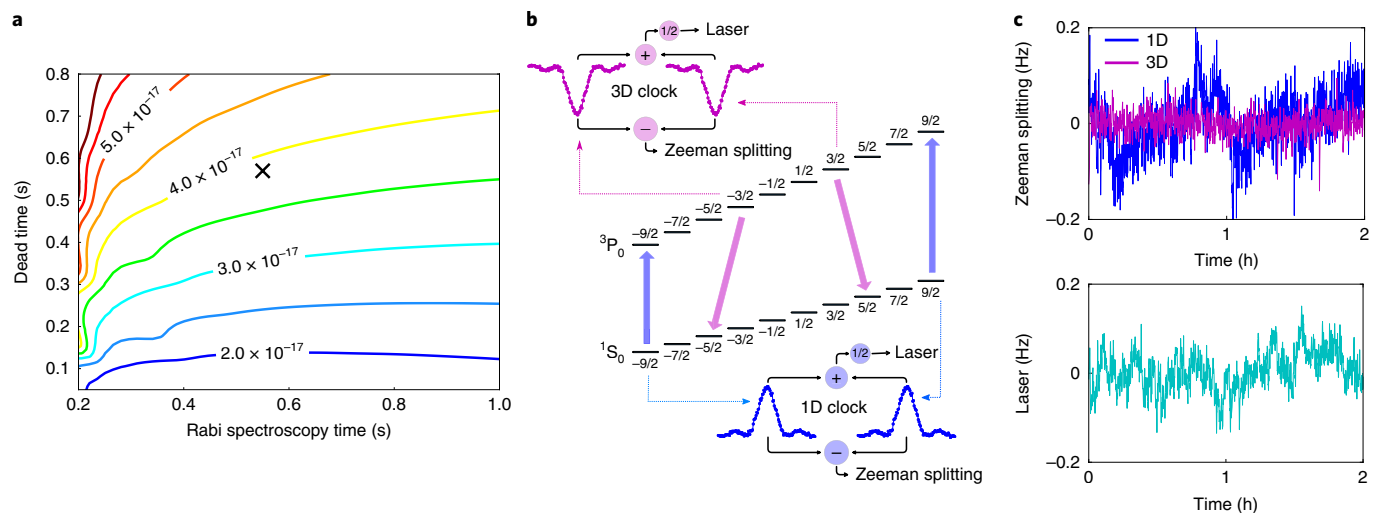 a
Dead time (s)
0.8
0.7
0.6
0.5
0.4
0.3
0.2
0.1
5.0 × 10⁻¹⁷
4.0 × 10⁻¹⁷
3.0 × 10⁻¹⁷
2.0 × 10⁻¹⁷
0.2 0.4 0.6 0.8 1.0
Rabi spectroscopy time (s)
b
1/2 Laser
+
3D clock
−
Zeeman splitting
³P₀
−9/2 −7/2 −5/2 −3/2 −1/2 1/2 3/2 5/2 7/2 9/2
¹S₀
−9/2 −7/2 −5/2 −3/2 −1/2 1/2 3/2 5/2 7/2 9/2
1/2 Laser
+
1D clock
−
Zeeman splitting
c
Zeeman splitting (Hz)
0.2
0
−0.2
1D
3D
0 1 2
Time (h)
Laser (Hz)
0.2
0
−0.2
0 1 2
Time (h)